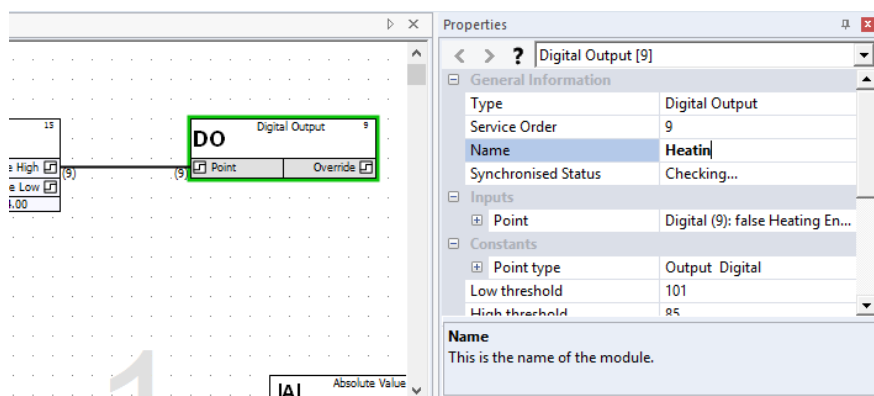 15
e High
(9)
e Low
4.00
DO
Digital Output
9
(9)
Point
Override
1
|A|
Absolute Value
Properties
? Digital Output [9]
General Information
Type Digital Output
Service Order 9
Name Heatin
Synchronised Status Checking...
Inputs
Point Digital (9): false Heating En...
Constants
Point type Output Digital
Low threshold 101
High threshold 85
Name
This is the name of the module.